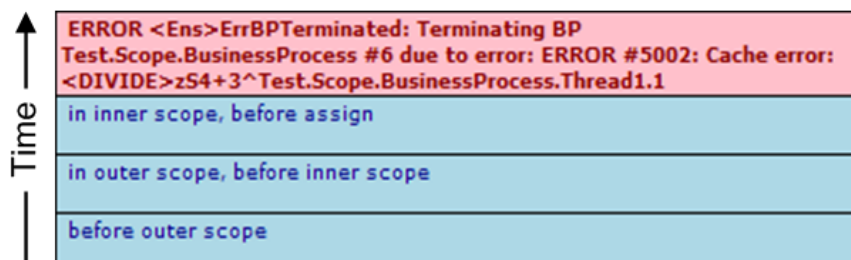 Time
ERROR <Ens>ErrBPTerminated: Terminating BP
Test.Scope.BusinessProcess #6 due to error: ERROR #5002: Cache error:
<DIVIDE>zS4+3^Test.Scope.BusinessProcess.Thread1.1
in inner scope, before assign
in outer scope, before inner scope
before outer scope